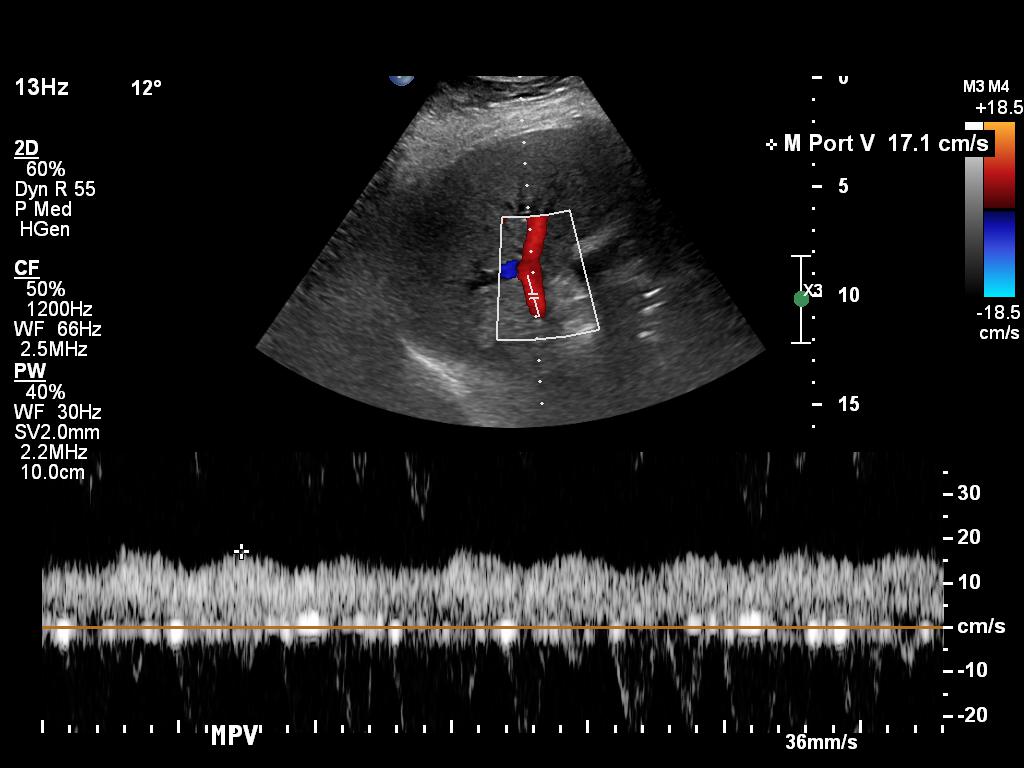 13Hz 12°
M3 M4
+18.5
2D
60%
Dyn R 55
P Med
HGen
M Port V 17.1 cm/s
CF
50%
1200Hz
WF 66Hz
2.5MHz
PW
40%
WF 30Hz
SV2.0mm
2.2MHz
10.0cm
0
5
X3
10
15
-18.5
cm/s
30
20
10
cm/s
-10
-20
MPV
36mm/s